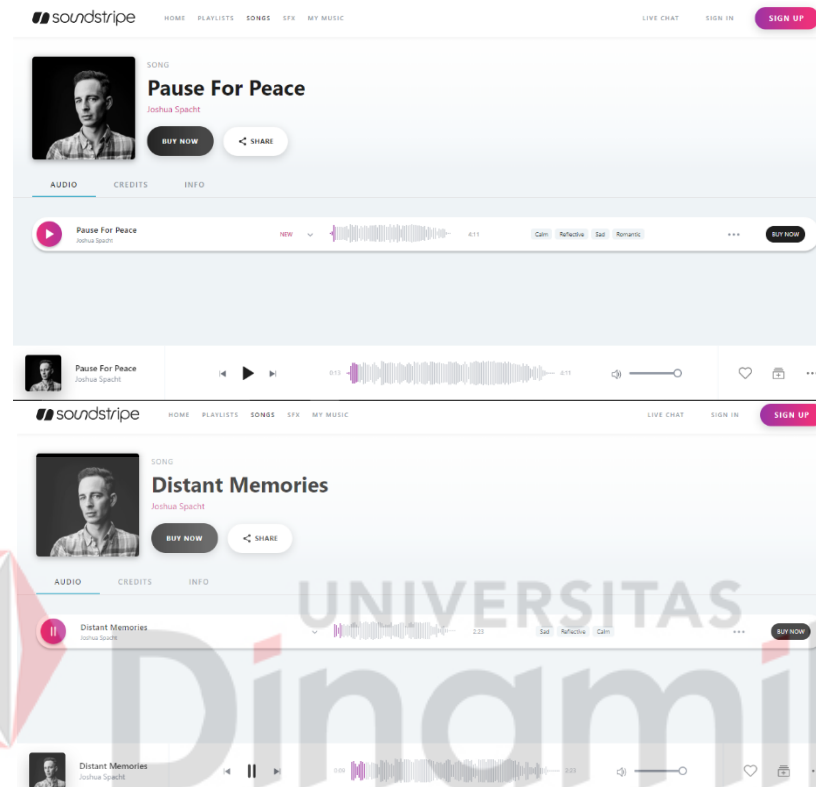 soundstripe HOME PLAYLISTS SONGS SFX MY MUSIC LIVE CHAT SIGN IN SIGN UP
SONG
Pause For Peace
Joshua Spacht
BUY NOW SHARE
AUDIO CREDITS INFO
Pause For Peace NEW 4:11 Calm Reflective Sad Romantic BUY NOW
Joshua Spacht
Pause For Peace 0:13 4:11
Joshua Spacht
soundstripe HOME PLAYLISTS SONGS SFX MY MUSIC LIVE CHAT SIGN IN SIGN UP
SONG
Distant Memories
Joshua Spacht
BUY NOW SHARE
AUDIO CREDITS INFO
UNIVERSITAS
Distant Memories 2:25 Sad Reflective Calm BUY NOW
Joshua Spacht
Distant Memories
Joshua Spacht